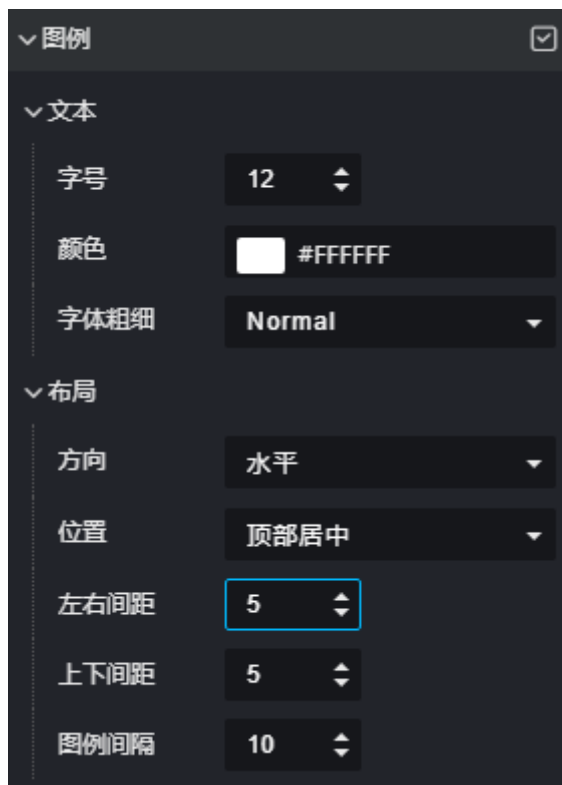 图例
文本
字号 12
颜色 #FFFFFF
字体粗细 Normal
布局
方向 水平
位置 顶部居中
左右间距 5
上下间距 5
图例间隔 10